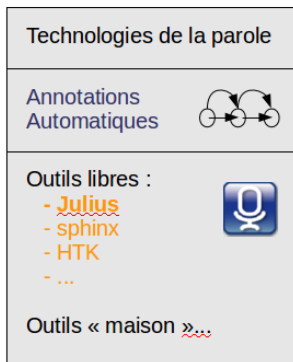 Technologies de la parole
Annotations
Automatiques
Outils libres :
- Julius
- sphinx
- HTK
- ...
Outils « maison »...